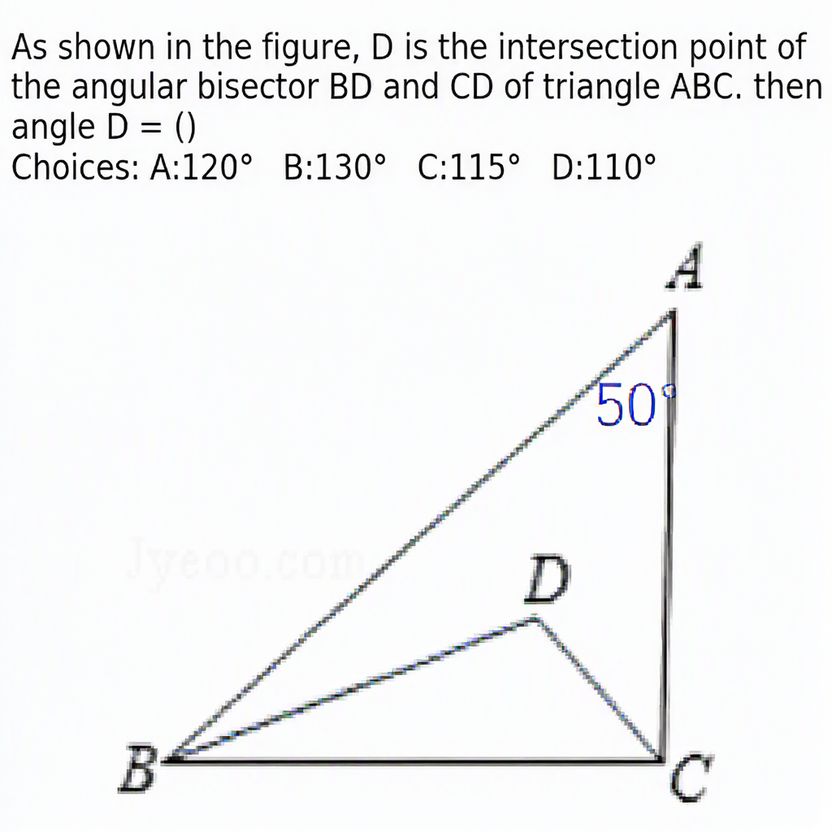 As shown in the figure, D is the intersection point of
the angular bisector BD and CD of triangle ABC. then
angle D = ()
Choices: A:120° B:130° C:115° D:110°
A
50°
Jyeoo.com
D
B
C